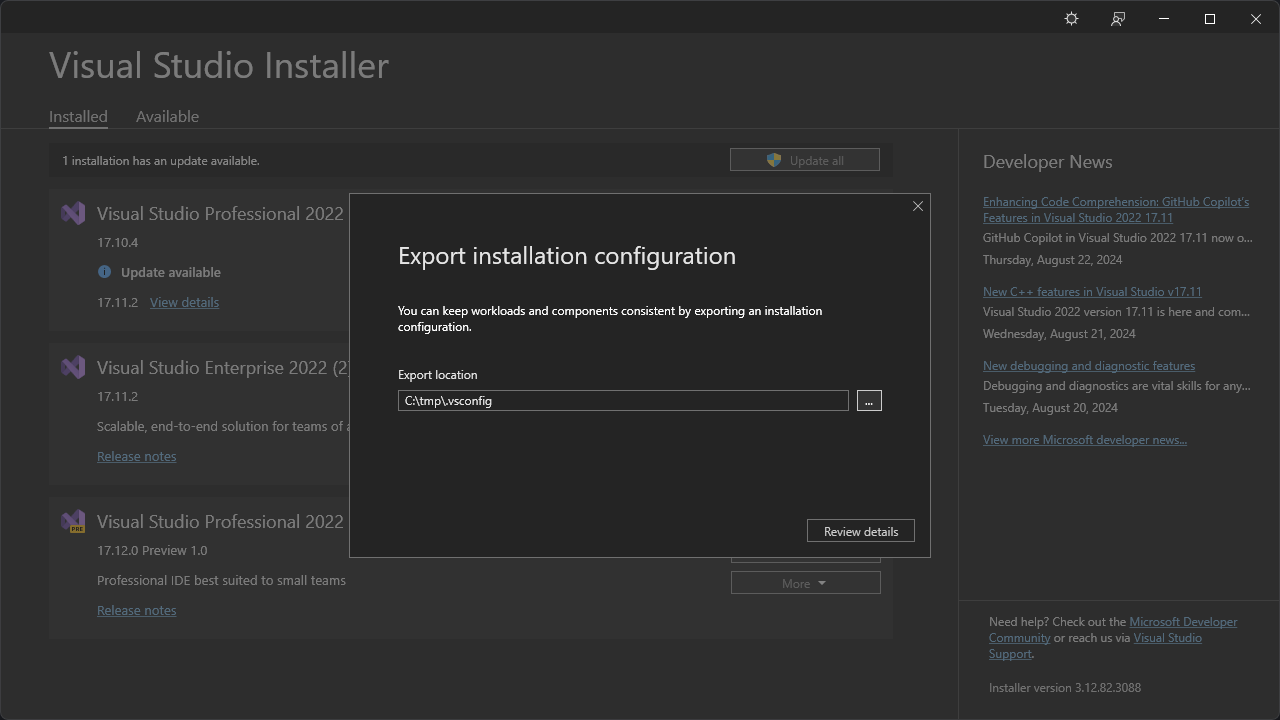 Visual Studio Installer
Installed
Available
1 installation has an update available.
Update all
Visual Studio Professional 2022
17.10.4
Update available
17.11.2 View details
Visual Studio Enterprise 2022 (2)
17.11.2
Scalable, end-to-end solution for teams of a
Release notes
Visual Studio Professional 2022
PRE
17.12.0 Preview 1.0
Professional IDE best suited to small teams
Release notes
More
Export installation configuration
You can keep workloads and components consistent by exporting an installation
configuration.
Export location
C:\tmp\.vsconfig
...
Review details
Developer News
Enhancing Code Comprehension: GitHub Copilot's
Features in Visual Studio 2022 17.11
GitHub Copilot in Visual Studio 2022 17.11 now o...
Thursday, August 22, 2024
New C++ features in Visual Studio v17.11
Visual Studio 2022 version 17.11 is here and com...
Wednesday, August 21, 2024
New debugging and diagnostic features
Debugging and diagnostics are vital skills for any...
Tuesday, August 20, 2024
View more Microsoft developer news...
Need help? Check out the Microsoft Developer
Community or reach us via Visual Studio
Support.
Installer version 3.12.82.3088